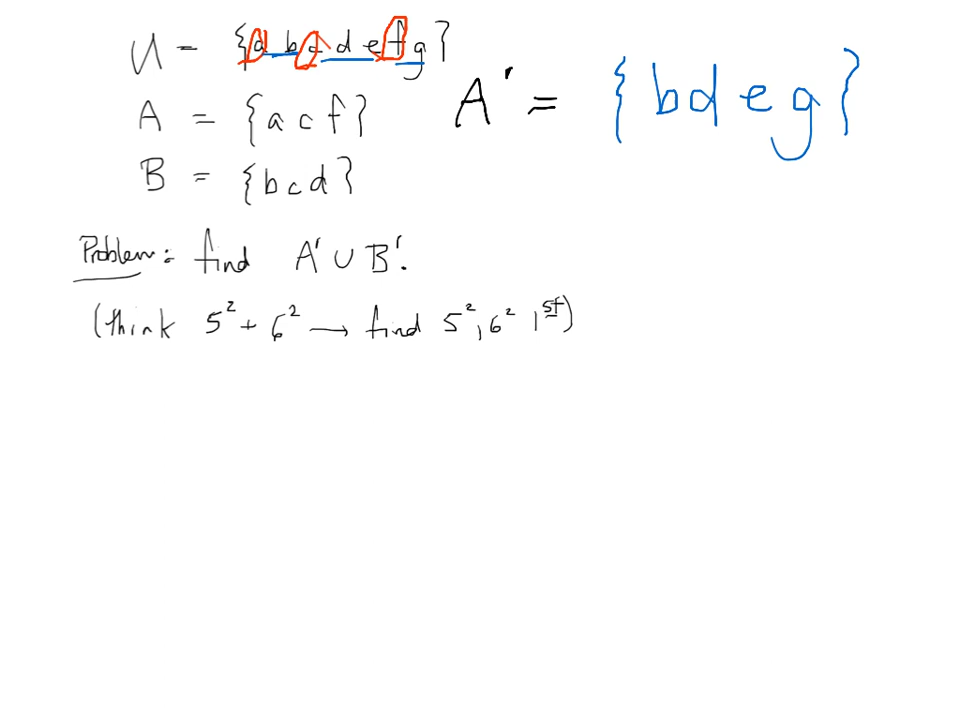 U = {a b c d e f g}
A' = {b d e g}
A = {a c f}
B = {b c d}
Problem: find A' ∪ B'.
(think 5² + 6² → find 5², 6² 1st)